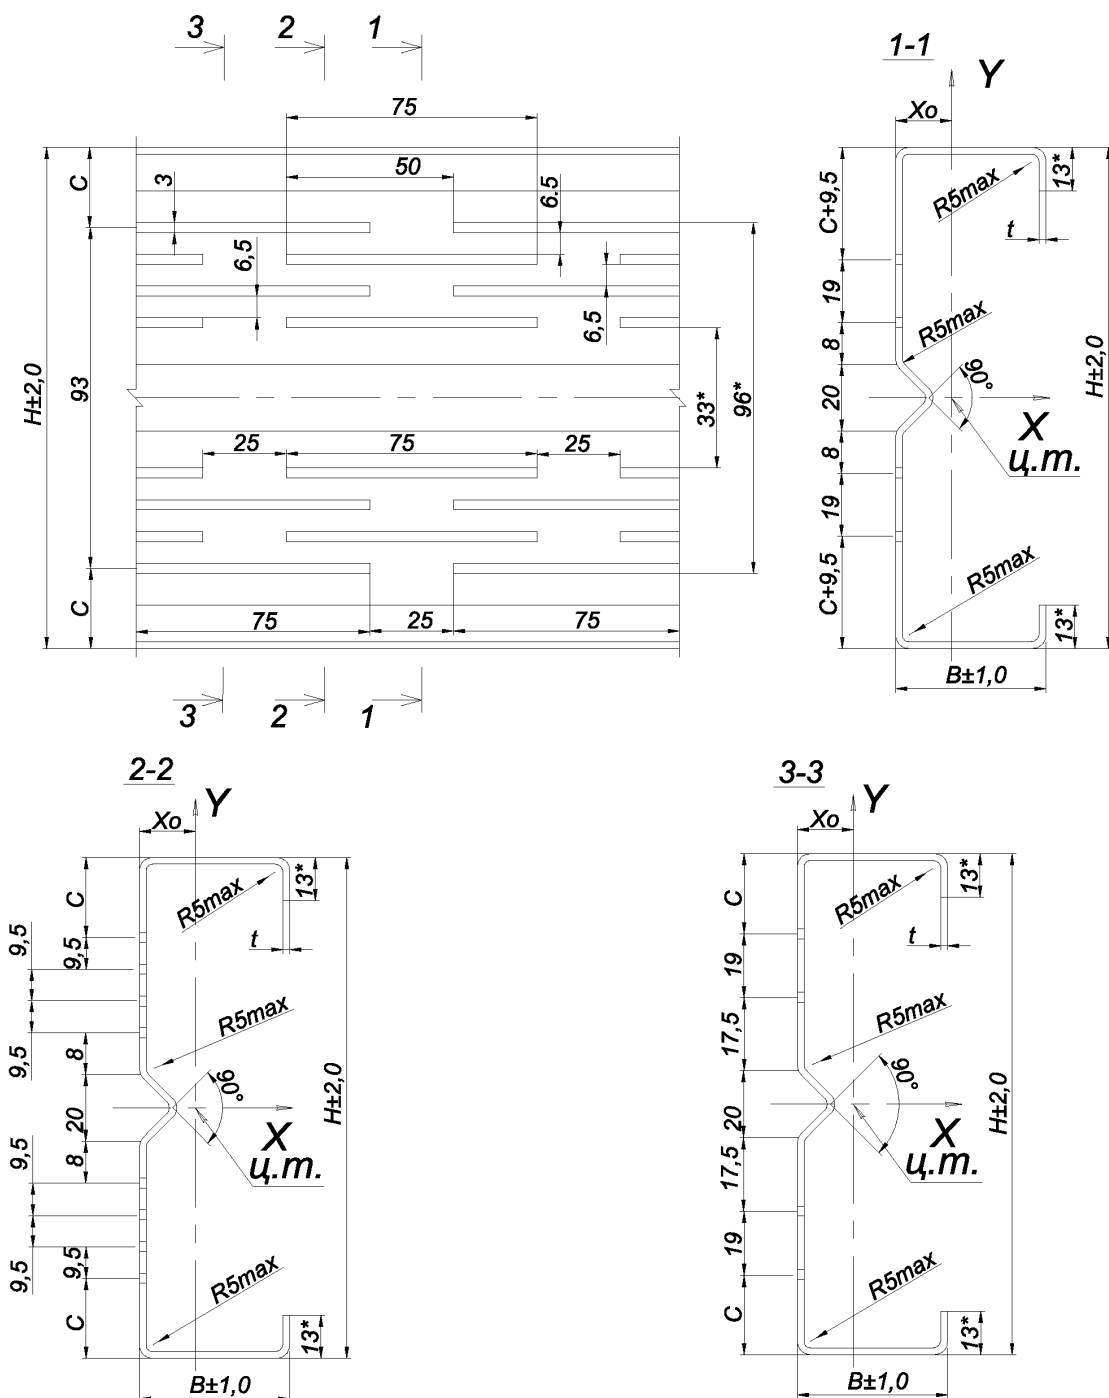 3 2 1
75
50
3
6.5
C
6,5
6,5
H±2,0
93
33*
96*
25 75 25
C
75 25 75
3 2 1
1-1
Y
Xo
C+9,5
13*
R5max
t
19
R5max
8
90°
20
H±2,0
X
ц.т.
8
19
R5max
C+9,5
13*
B±1,0
2-2
Y
Xo
C
13*
R5max
9,5
9,5
t
9,5
R5max
8
90°
20
H±2,0
X
ц.т.
9,5
8
9,5
9,5
R5max
C
13*
B±1,0
3-3
Y
Xo
C
13*
R5max
t
19
R5max
17,5
90°
20
H±2,0
X
ц.т.
17,5
19
R5max
C
13*
B±1,0